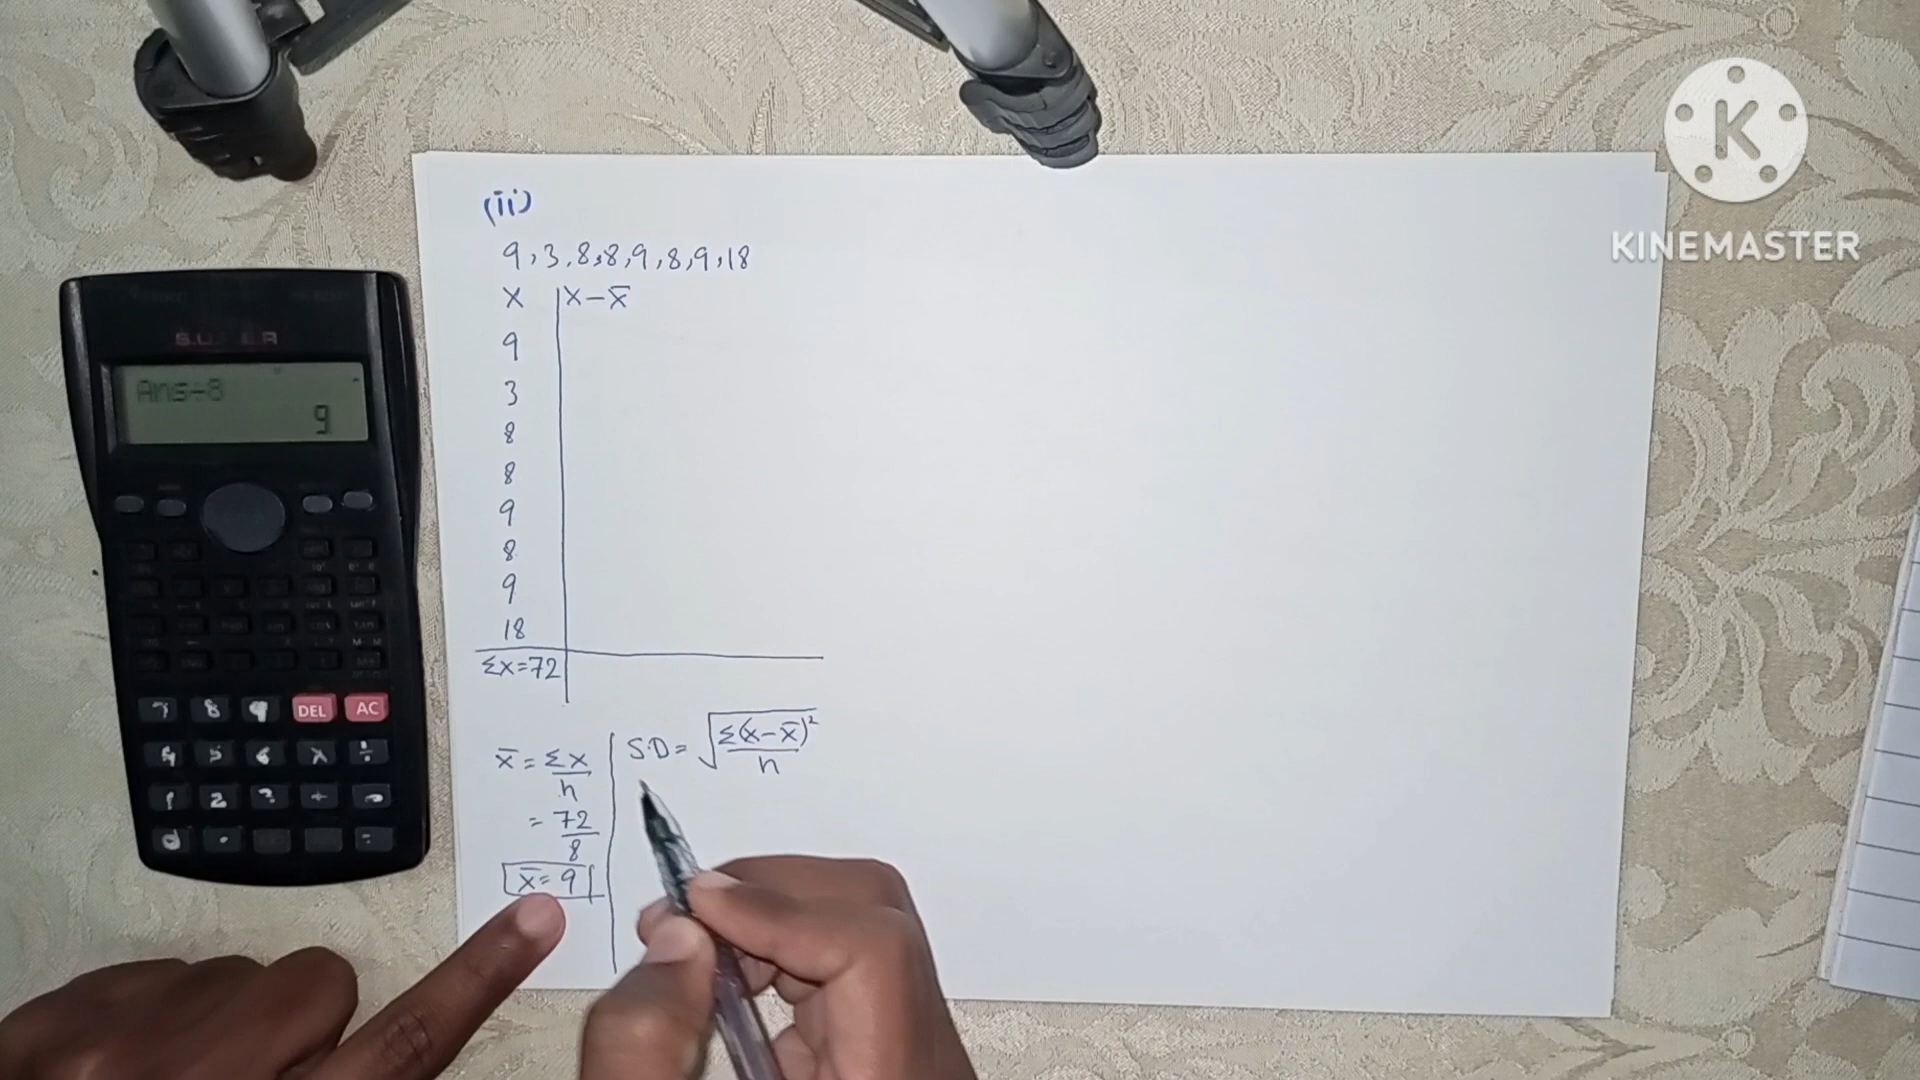 (ii)
9,3,8,8,9,8,9,18
x | x - x̄
9
3
8
8
9
8
9
18
Σx=72
x̄ = Σx/n
= 72/8
x̄ = 9
S.D = √(Σ(x-x̄)²/n)
Ans÷8
9
DEL AC
K
KINEMASTER